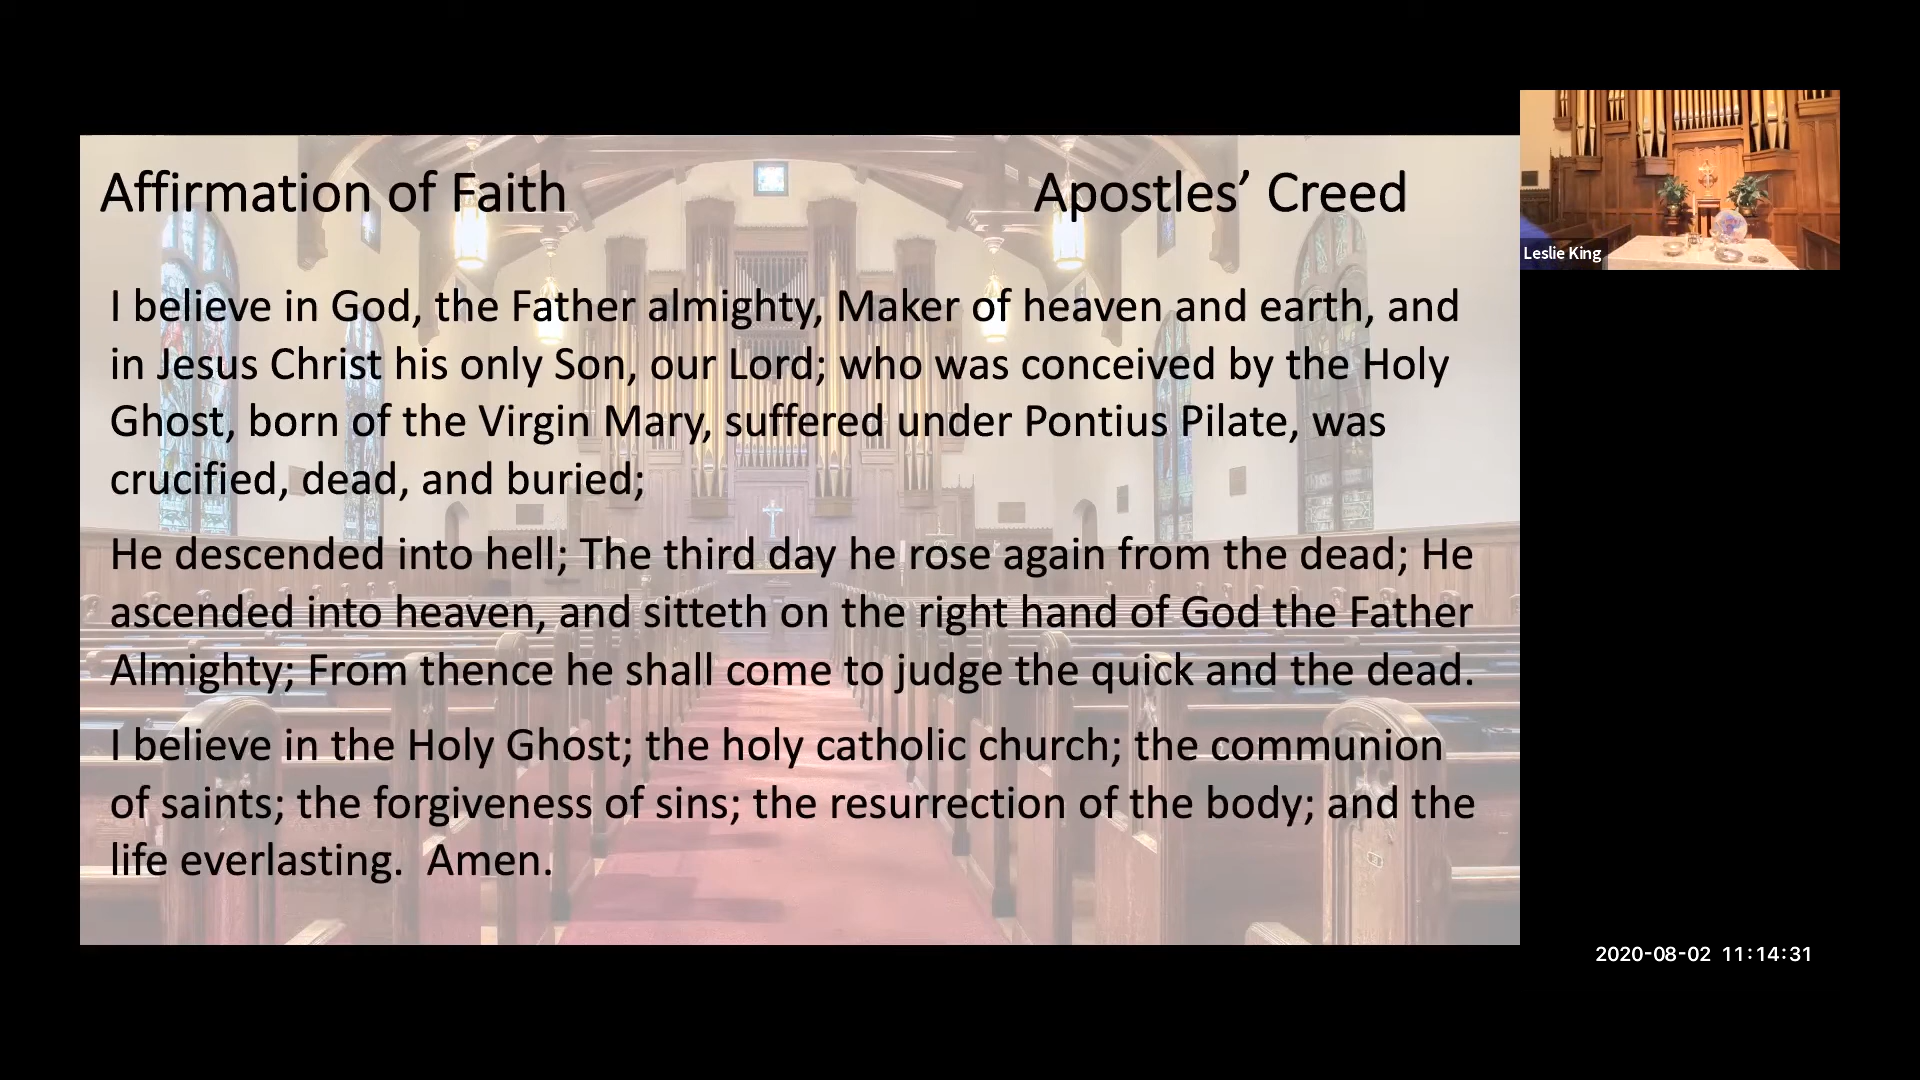 Affirmation of Faith Apostles’ Creed
I believe in God, the Father almighty, Maker of heaven and earth, and
in Jesus Christ his only Son, our Lord; who was conceived by the Holy
Ghost, born of the Virgin Mary, suffered under Pontius Pilate, was
crucified, dead, and buried;
He descended into hell; The third day he rose again from the dead; He
ascended into heaven, and sitteth on the right hand of God the Father
Almighty; From thence he shall come to judge the quick and the dead.
I believe in the Holy Ghost; the holy catholic church; the communion
of saints; the forgiveness of sins; the resurrection of the body; and the
life everlasting.  Amen.
Leslie King
2020-08-02 11:14:31